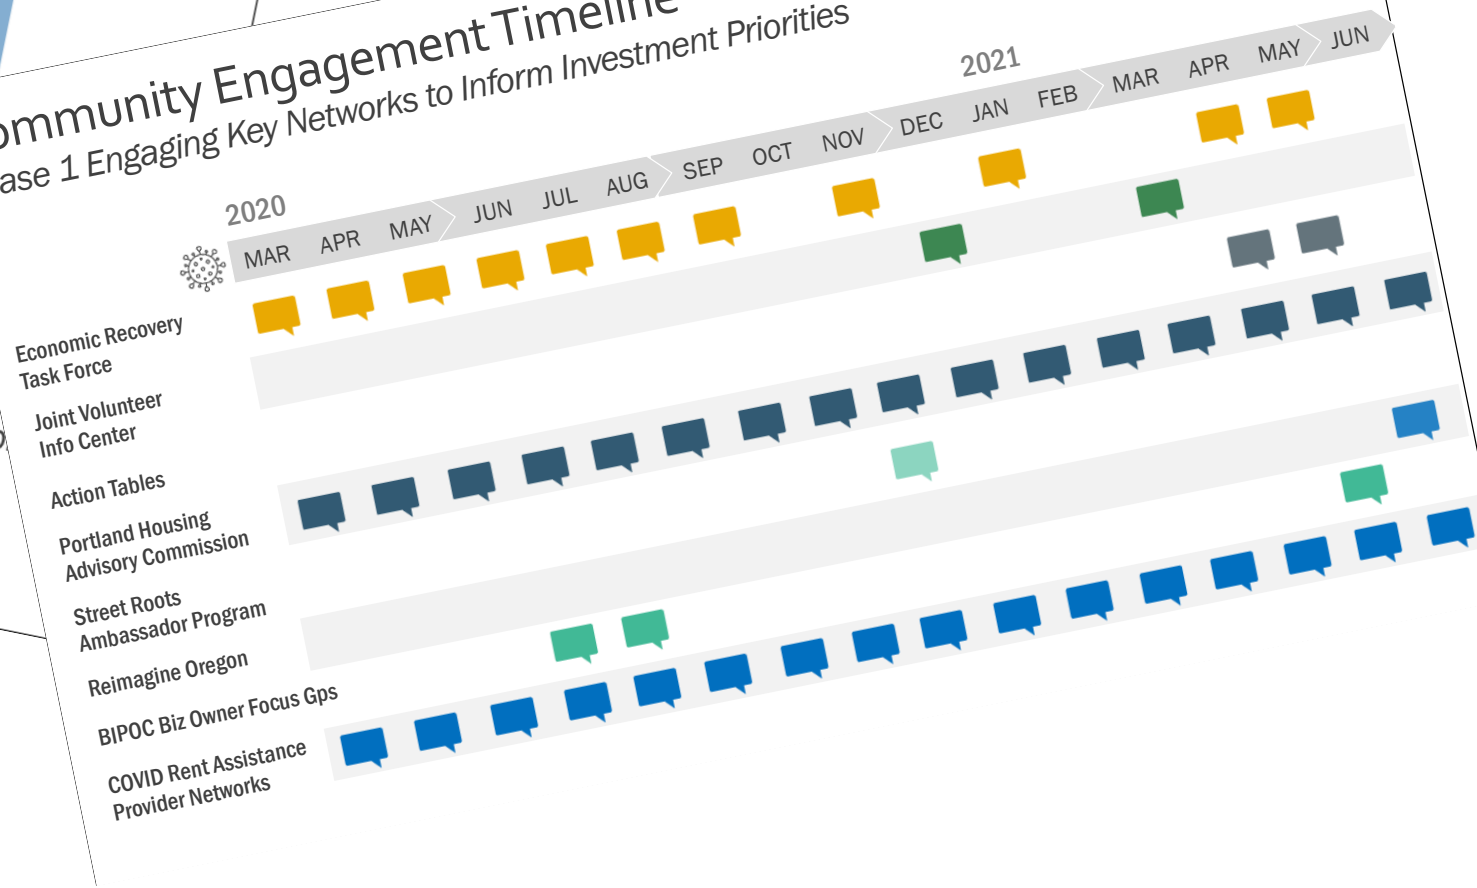 ommunity Engagement Timeline
ase 1 Engaging Key Networks to Inform Investment Priorities
2020
2021
MAR APR MAY JUN JUL AUG SEP OCT NOV DEC JAN FEB MAR APR MAY JUN
Economic Recovery
Task Force
Joint Volunteer
Info Center
Action Tables
Portland Housing
Advisory Commission
Street Roots
Ambassador Program
Reimagine Oregon
BIPOC Biz Owner Focus Gps
COVID Rent Assistance
Provider Networks